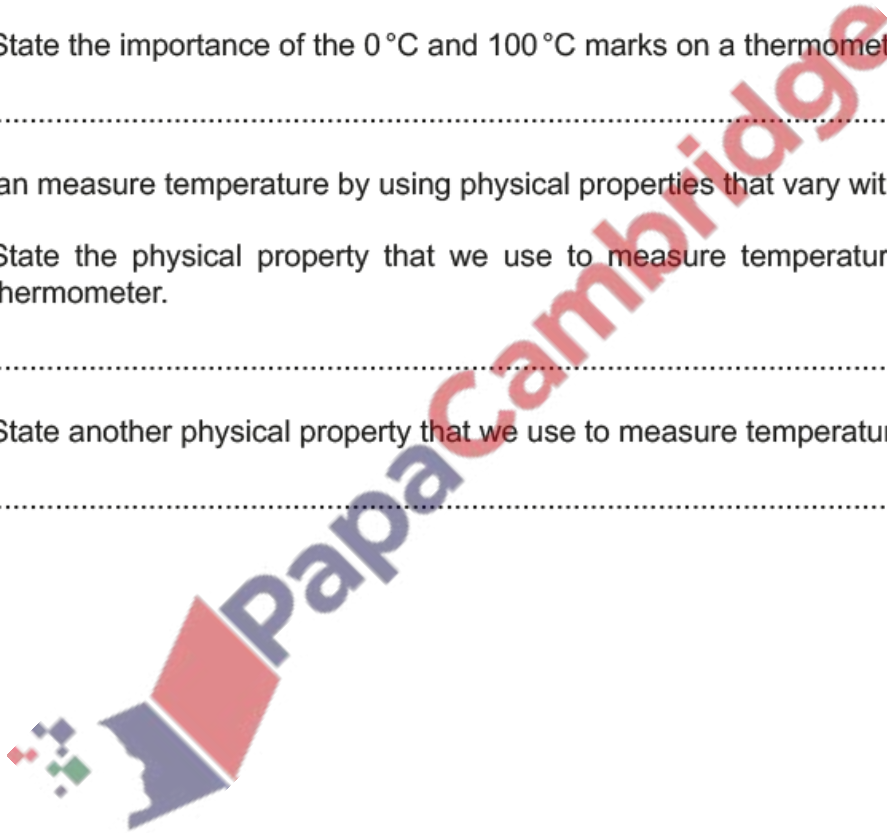 State the importance of the 0 °C and 100 °C marks on a thermomet
an measure temperature by using physical properties that vary wit
State the physical property that we use to measure temperatur
hermometer.
State another physical property that we use to measure temperatur
PapaCambridge